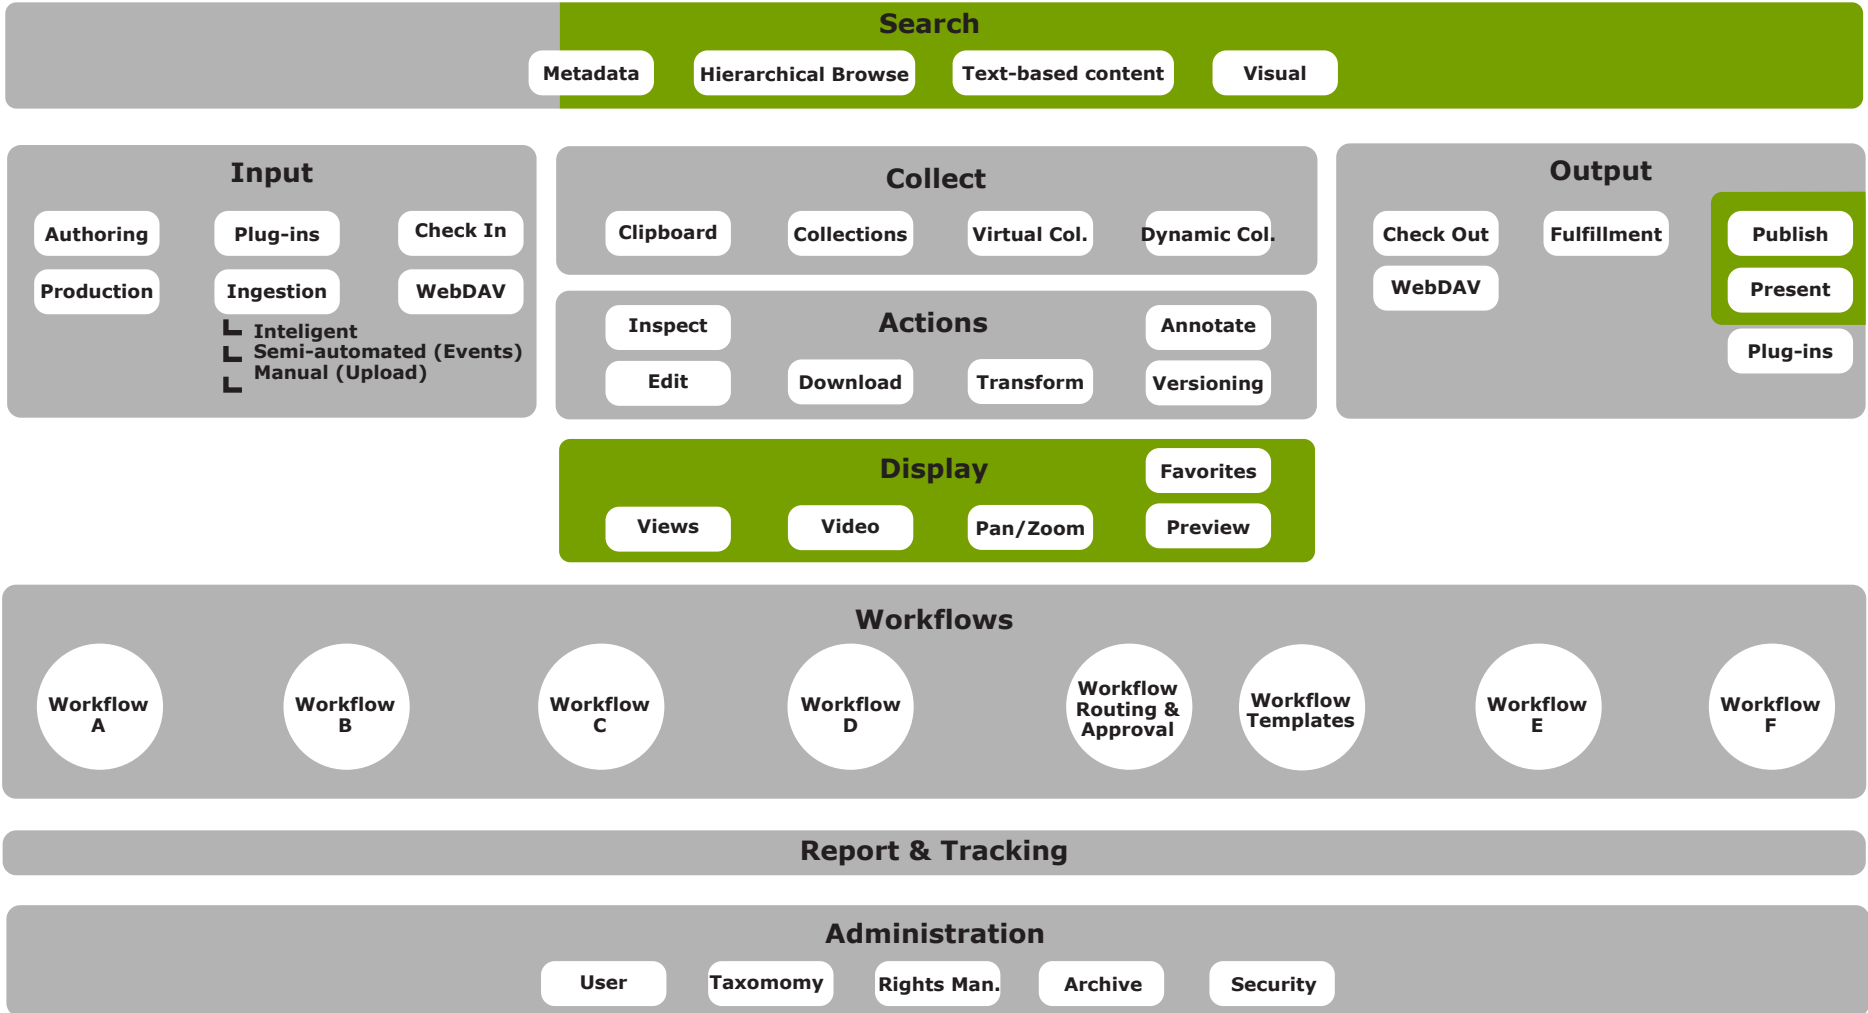 Search
Metadata
Hierarchical Browse
Text-based content
Visual
Input
Authoring
Plug-ins
Check In
Production
Ingestion
WebDAV
Inteligent
Semi-automated (Events)
Manual (Upload)
Collect
Clipboard
Collections
Virtual Col.
Dynamic Col.
Actions
Inspect
Annotate
Edit
Download
Transform
Versioning
Output
Check Out
Fulfillment
Publish
WebDAV
Present
Plug-ins
Display
Favorites
Views
Video
Pan/Zoom
Preview
Workflows
Workflow
A
Workflow
B
Workflow
C
Workflow
D
Workflow
Routing &
Approval
Workflow
Templates
Workflow
E
Workflow
F
Report & Tracking
Administration
User
Taxomomy
Rights Man.
Archive
Security